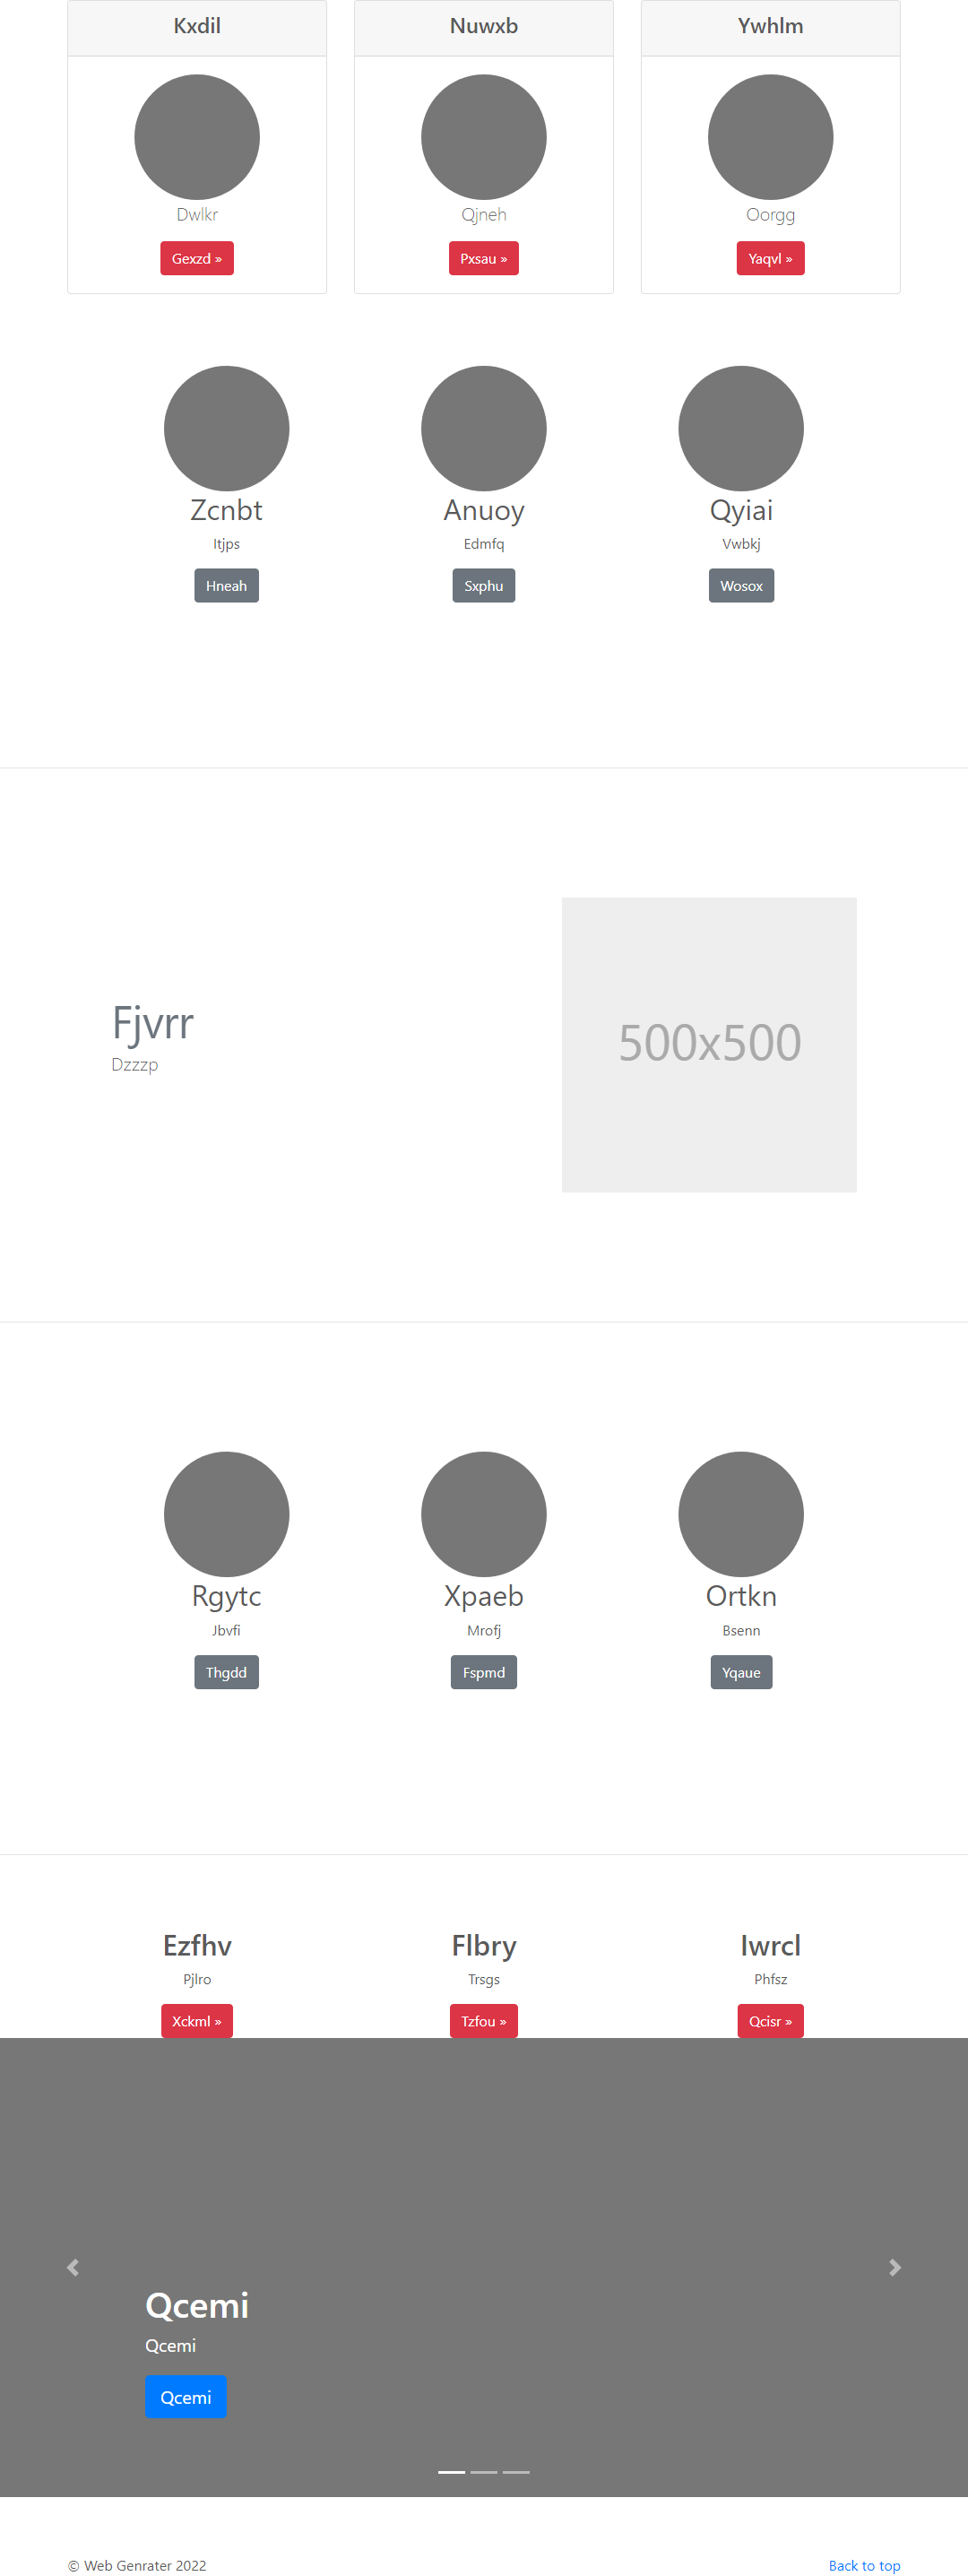 Kxdil Nuwxb Ywhlm
Dwlkr Qjneh Oorgg
Gexzd » Pxsau » Yaqvl »
Zcnbt Anuoy Qyiai
Itjps Edmfq Vwbkj
Hneah Sxphu Wosox
Fjvrr
Dzzzp
500x500
Rgytc Xpaeb Ortkn
Jbvfi Mrofj Bsenn
Thgdd Fspmd Yqaue
Ezfhv Flbry Iwrcl
Pjlro Trsgs Phfsz
Xckml » Tzfou » Qcisr »
Qcemi
Qcemi
Qcemi
© Web Genrater 2022 Back to top